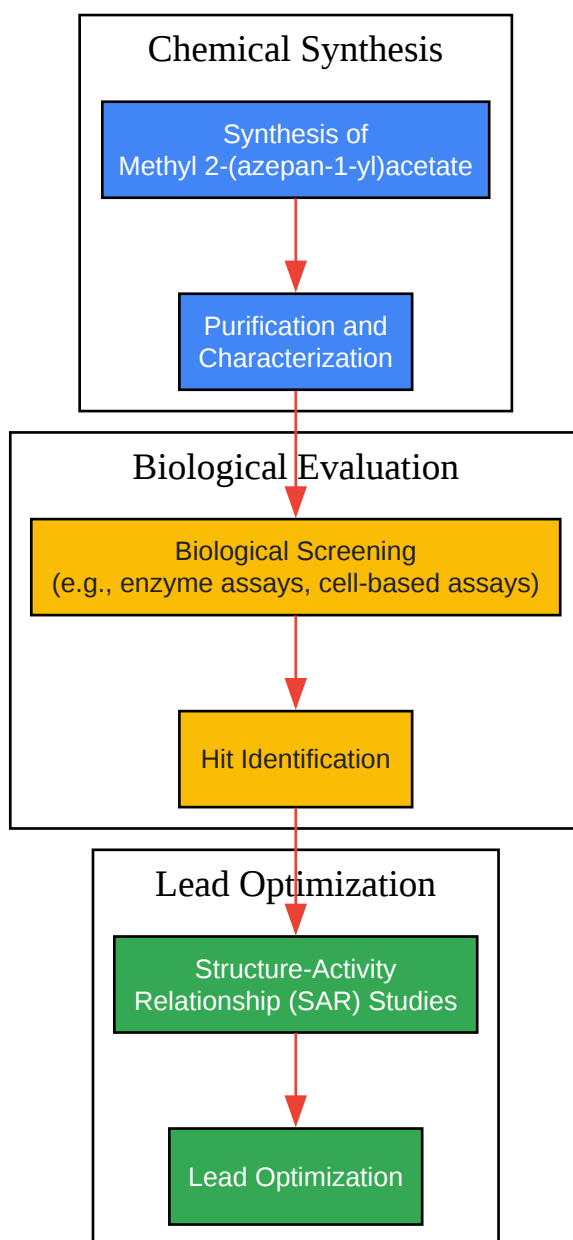 Chemical Synthesis
Synthesis of
Methyl 2-(azepan-1-yl)acetate
Purification and
Characterization
Biological Evaluation
Biological Screening
(e.g., enzyme assays, cell-based assays)
Hit Identification
Lead Optimization
Structure-Activity
Relationship (SAR) Studies
Lead Optimization